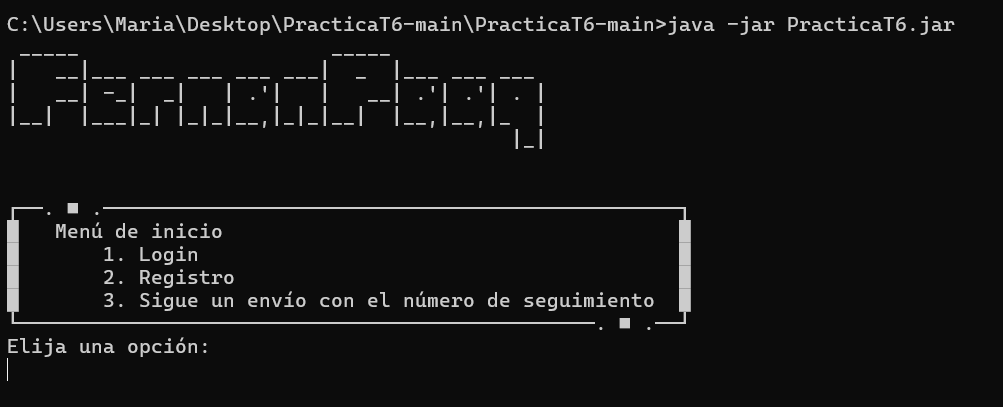 C:\Users\Maria\Desktop\PracticaT6-main\PracticaT6-main>java -jar PracticaT6.jar
FernanPaaq
Menú de inicio
1. Login
2. Registro
3. Sigue un envío con el número de seguimiento
Elija una opción: